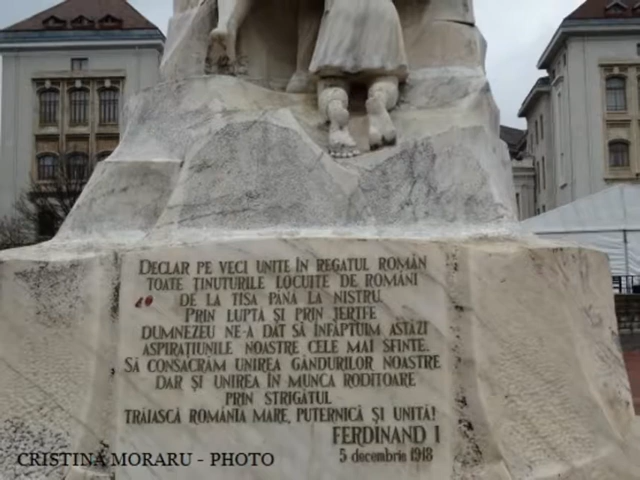 DECLAR PE VECI UNITE ÎN REGATUL ROMÂN
TOATE ȚINUTURILE LOCUITE DE ROMÂNI
DE LA TISA PÂNĂ LA NISTRU.
PRIN LUPTĂ ȘI PRIN JERTFE
DUMNEZEU NE-A DAT SĂ ÎNFĂPTUIM ASTĂZI
ASPIRAȚIUNILE NOASTRE CELE MAI SFINTE.
SĂ CONSACRĂM UNIREA GÂNDURILOR NOASTRE
DAR ȘI UNIREA ÎN MUNCA RODITOARE
PRIN STRIGĂTUL
TRĂIASCĂ ROMÂNIA MARE, PUTERNICĂ ȘI UNITĂ!
FERDINAND I
5 decembrie 1918
CRISTINA MORARU - PHOTO